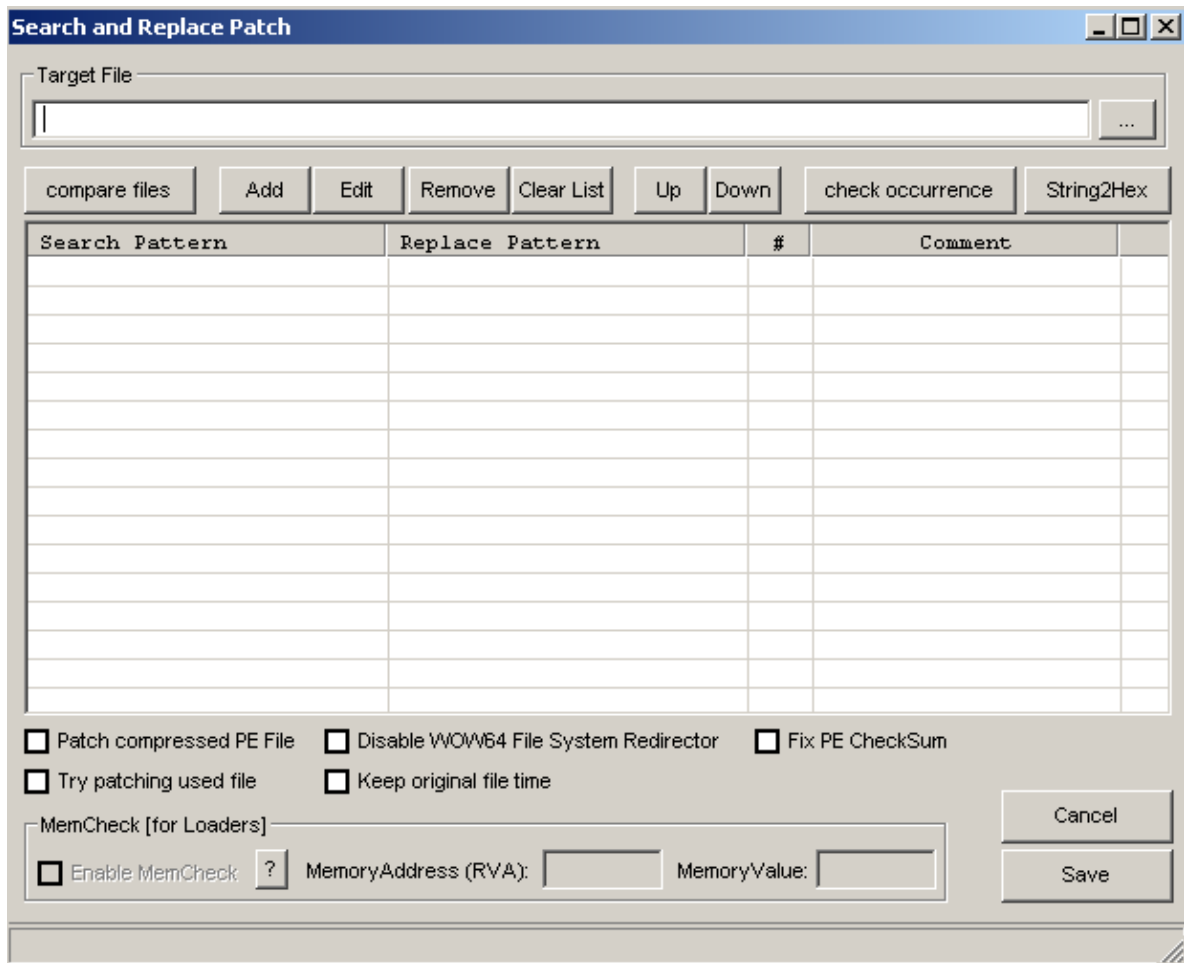 Search and Replace Patch
Target File
...
compare files Add Edit Remove Clear List Up Down check occurrence String2Hex
Search Pattern Replace Pattern # Comment
Patch compressed PE File Disable WOW64 File System Redirector Fix PE CheckSum
Try patching used file Keep original file time
Cancel
MemCheck [for Loaders]
Enable MemCheck ? MemoryAddress (RVA): MemoryValue:
Save